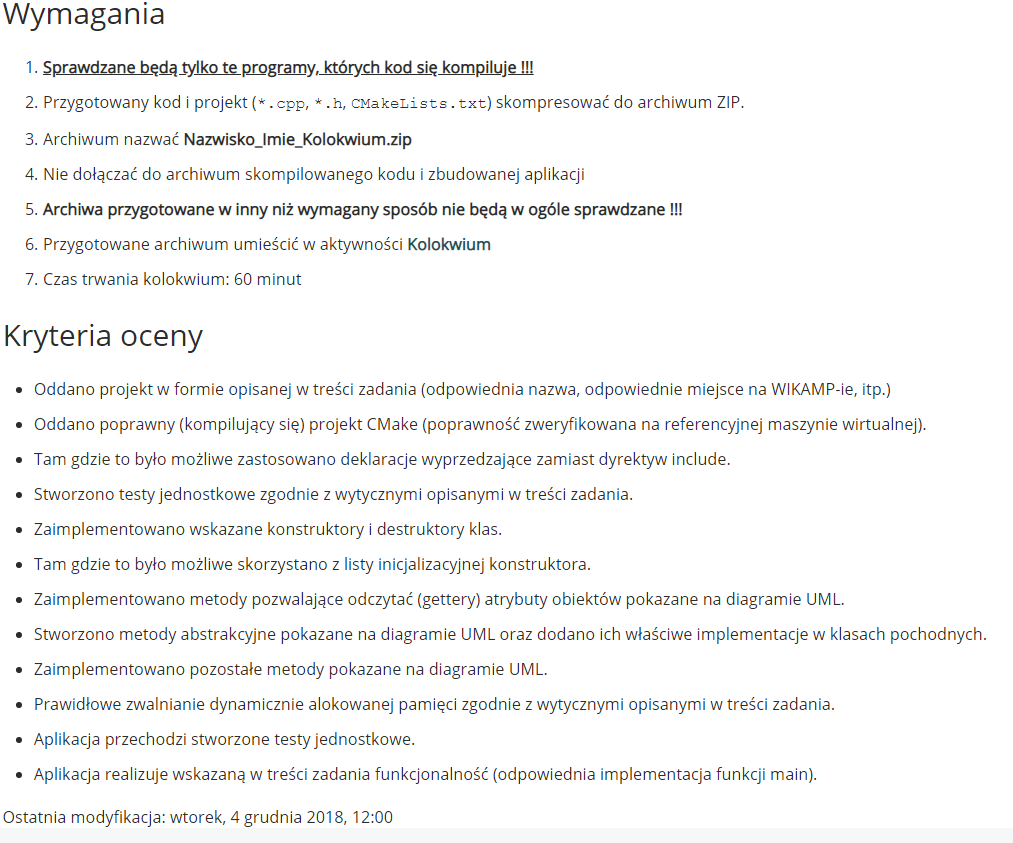 Wymagania
1. Sprawdzane będą tylko te programy, których kod się kompiluje !!!
2. Przygotowany kod i projekt (*.cpp, *.h, CMakeLists.txt) skompresować do archiwum ZIP.
3. Archiwum nazwać Nazwisko_Imie_Kolokwium.zip
4. Nie dołączać do archiwum skompilowanego kodu i zbudowanej aplikacji
5. Archiwa przygotowane w inny niż wymagany sposób nie będą w ogóle sprawdzane !!!
6. Przygotowane archiwum umieścić w aktywności Kolokwium
7. Czas trwania kolokwium: 60 minut
Kryteria oceny
• Oddano projekt w formie opisanej w treści zadania (odpowiednia nazwa, odpowiednie miejsce na WIKAMP-ie, itp.)
• Oddano poprawny (kompilujący się) projekt CMake (poprawność zweryfikowana na referencyjnej maszynie wirtualnej).
• Tam gdzie to było możliwe zastosowano deklaracje wyprzedzające zamiast dyrektyw include.
• Stworzono testy jednostkowe zgodnie z wytycznymi opisanymi w treści zadania.
• Zaimplementowano wskazane konstruktory i destruktory klas.
• Tam gdzie to było możliwe skorzystano z listy inicjalizacyjnej konstruktora.
• Zaimplementowano metody pozwalające odczytać (gettery) atrybuty obiektów pokazane na diagramie UML.
• Stworzono metody abstrakcyjne pokazane na diagramie UML oraz dodano ich właściwe implementacje w klasach pochodnych.
• Zaimplementowano pozostałe metody pokazane na diagramie UML.
• Prawidłowe zwalnianie dynamicznie alokowanej pamięci zgodnie z wytycznymi opisanymi w treści zadania.
• Aplikacja przechodzi stworzone testy jednostkowe.
• Aplikacja realizuje wskazaną w treści zadania funkcjonalność (odpowiednia implementacja funkcji main).
Ostatnia modyfikacja: wtorek, 4 grudnia 2018, 12:00